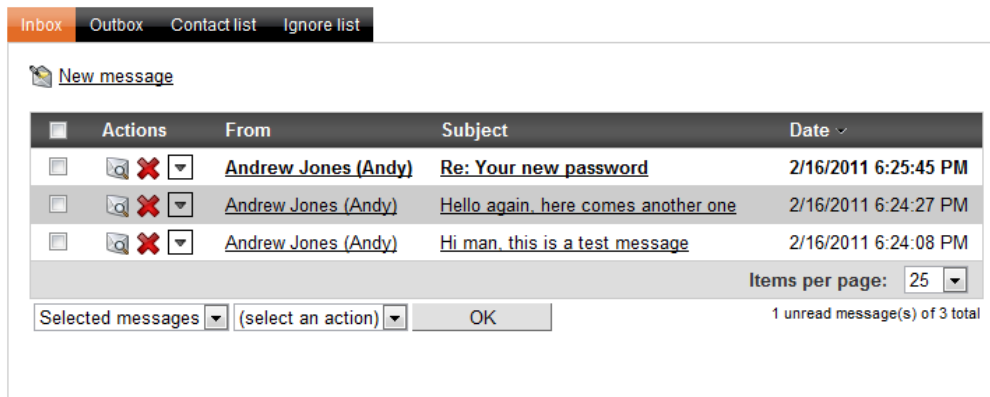 Inbox Outbox Contact list Ignore list
New message
Actions From Subject Date
Andrew Jones (Andy) Re: Your new password 2/16/2011 6:25:45 PM
Andrew Jones (Andy) Hello again, here comes another one 2/16/2011 6:24:27 PM
Andrew Jones (Andy) Hi man, this is a test message 2/16/2011 6:24:08 PM
Items per page: 25
Selected messages (select an action) OK 1 unread message(s) of 3 total